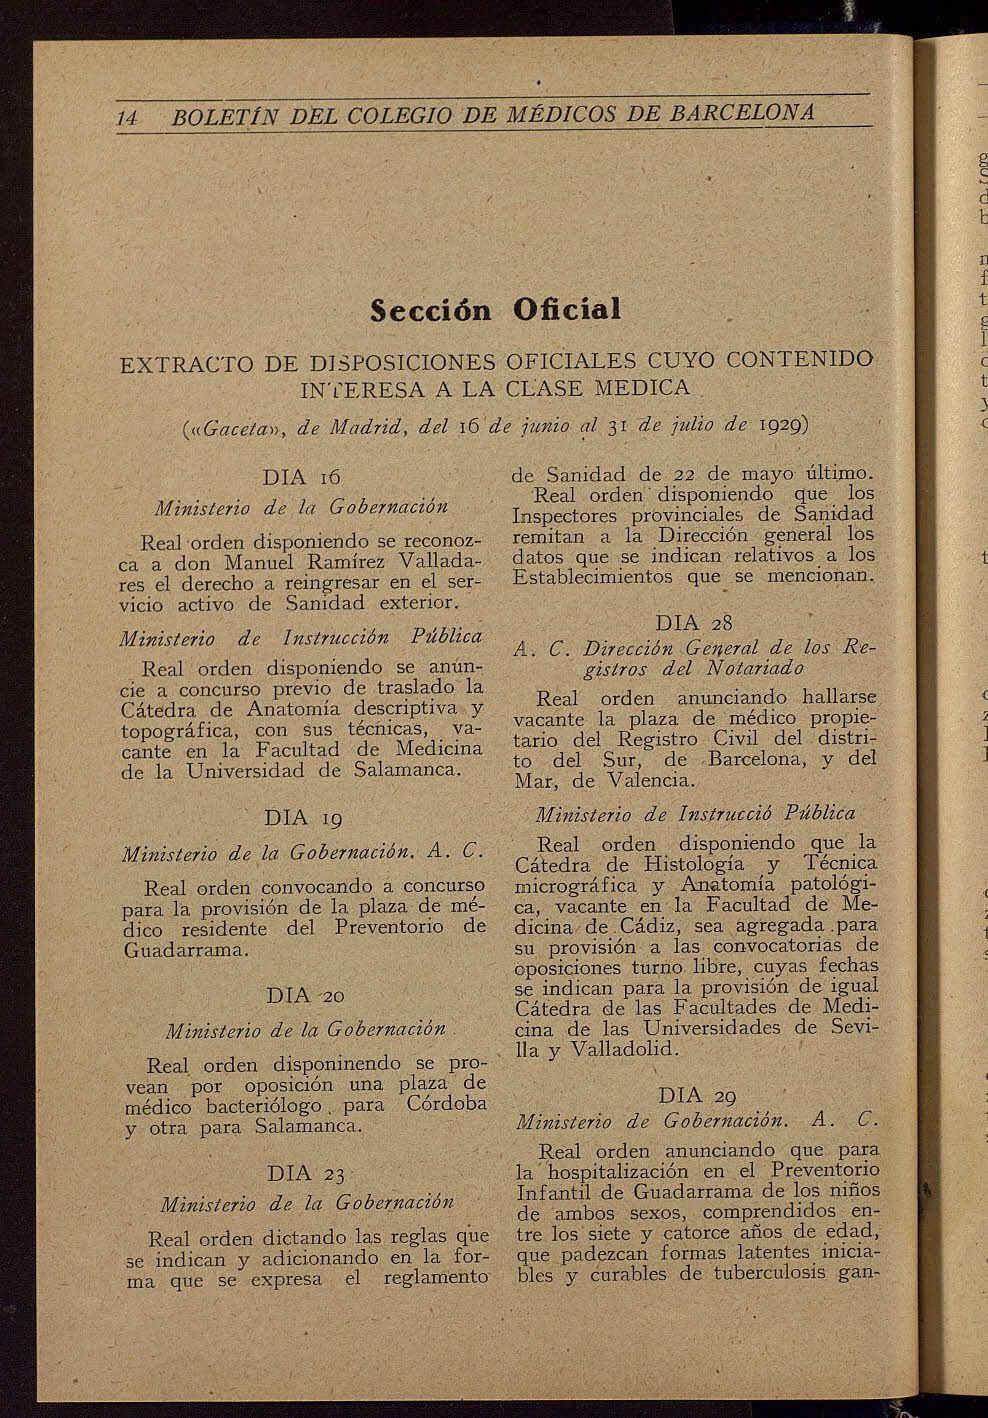 14 BOLETÍN DEL COLEGIO DE MÉDICOS DE BARCELONA
Sección Oficial
EXTRACTO DE DISPOSICIONES OFICIALES CUYO CONTENIDO
INTERESA A LA CLASE MEDICA
(«Gaceta», de Madrid, del 16 de junio al 31 de julio de 1929)
DIA 16
Ministerio de la Gobernación
Real orden disponiendo se reconoz-
ca a don Manuel Ramírez Vallada-
res el derecho a reingresar en el ser-
vicio activo de Sanidad exterior.
Ministerio de Instrucción Pública
Real orden disponiendo se anun-
cie a concurso previo de traslado la
Cátedra de Anatomía descriptiva y
topográfica, con sus técnicas, va-
cante en la Facultad de Medicina
de la Universidad de Salamanca.
DIA 19
Ministerio de la Gobernación. A. C.
Real orden convocando a concurso
para la provisión de la plaza de mé-
dico residente del Preventorio de
Guadarrama.
DIA 20
Ministerio de la Gobernación
Real orden disponinendo se pro-
vean por oposición una plaza de
médico bacteriólogo para Córdoba
y otra para Salamanca.
DIA 23
Ministerio de la Gobernación
Real orden dictando las reglas que
se indican y adicionando en la for-
ma que se expresa el reglamento
de Sanidad de 22 de mayo último.
Real orden disponiendo que los
Inspectores provinciales de Sanidad
remitan a la Dirección general los
datos que se indican relativos a los
Establecimientos que se mencionan.
DIA 28
A. C. Dirección General de los Re-
gistros del Notariado
Real orden anunciando hallarse
vacante la plaza de médico propie-
tario del Registro Civil del distri-
to del Sur, de Barcelona, y del
Mar, de Valencia.
Ministerio de Instrucció Pública
Real orden disponiendo que la
Cátedra de Histología y Técnica
micrográfica y Anatomía patológi-
ca, vacante en la Facultad de Me-
dicina de Cádiz, sea agregada para
su provisión a las convocatorias de
oposiciones turno libre, cuyas fechas
se indican para la provisión de igual
Cátedra de las Facultades de Medi-
cina de las Universidades de Sevi-
lla y Valladolid.
DIA 29
Ministerio de Gobernación. A. C.
Real orden anunciando que para
la hospitalización en el Preventorio
Infantil de Guadarrama de los niños
de ambos sexos, comprendidos en-
tre los siete y catorce años de edad,
que padezcan formas latentes inicia-
bles y curables de tuberculosis gan-